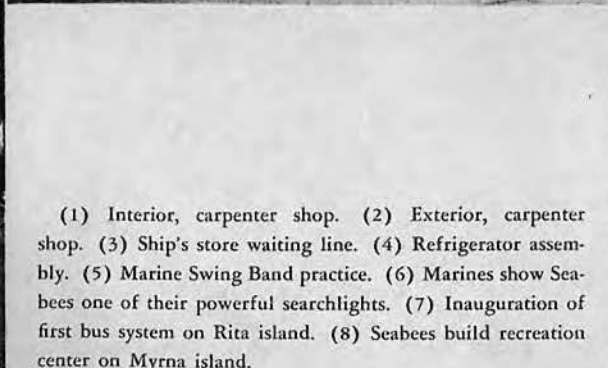 (1) Interior, carpenter shop. (2) Exterior, carpenter
shop. (3) Ship's store waiting line. (4) Refrigerator assem-
bly. (5) Marine Swing Band practice. (6) Marines show Sea-
bees one of their powerful searchlights. (7) Inauguration of
first bus system on Rita island. (8) Seabees build recreation
center on Myrna island.